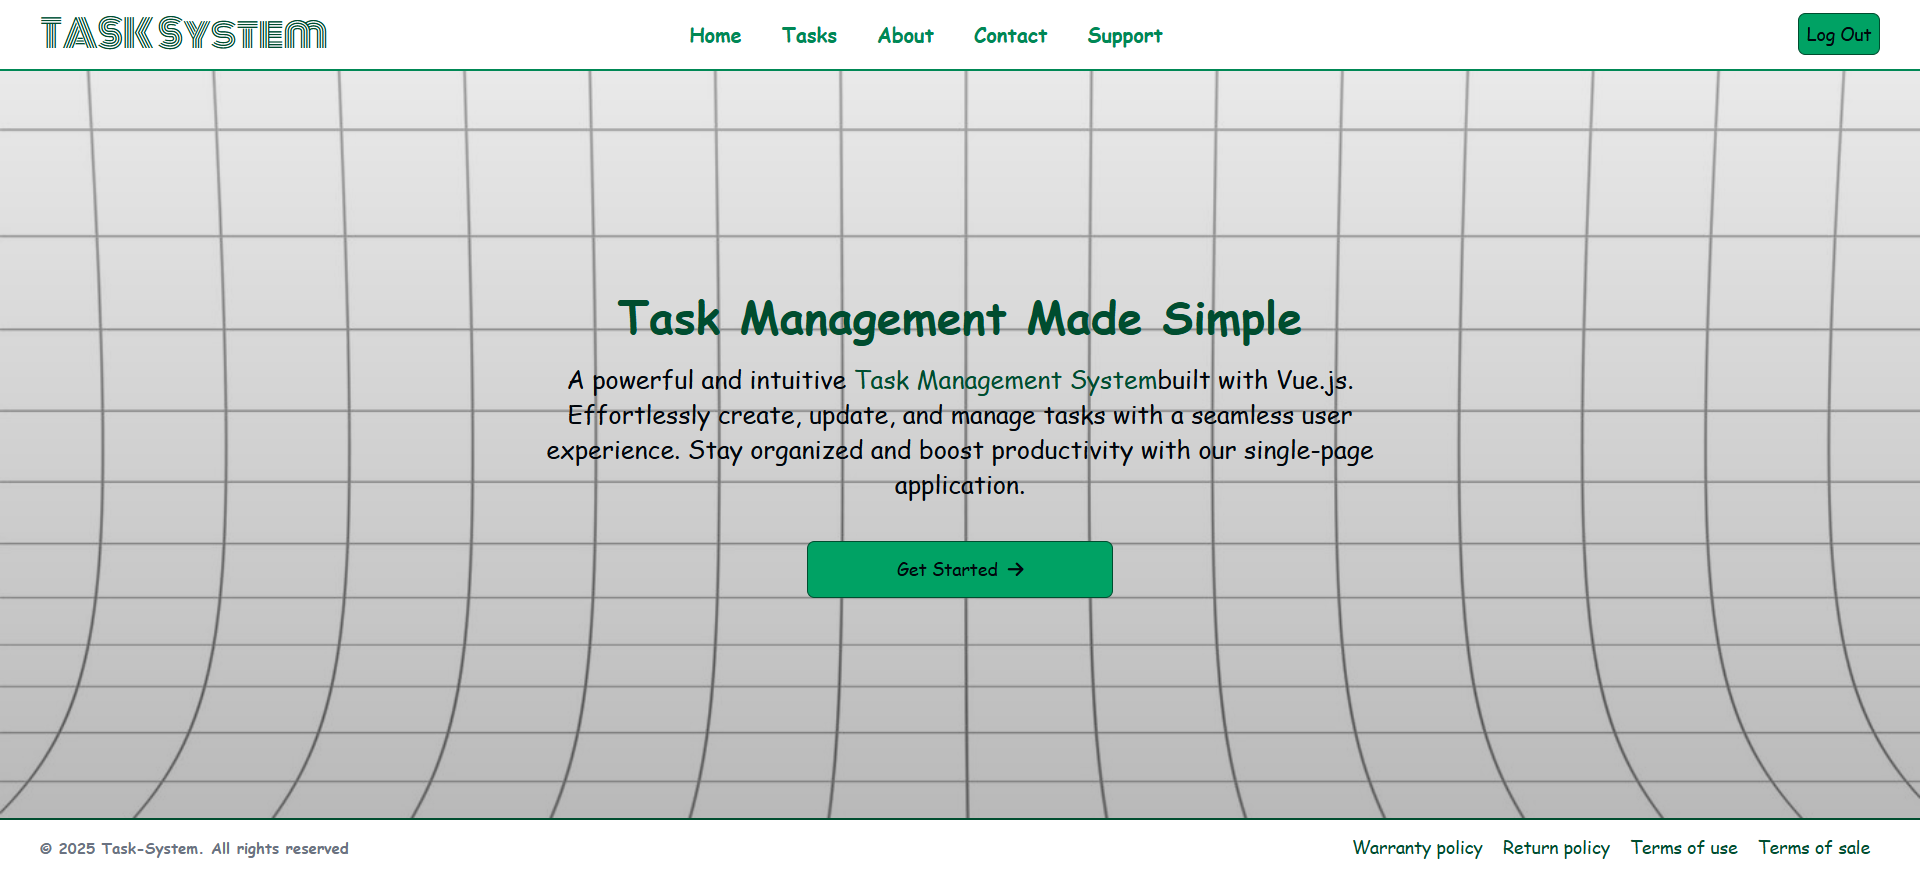 TASK SYSTEM
Home Tasks About Contact Support
Log Out
Task Management Made Simple
A powerful and intuitive Task Management Systembuilt with Vue.js.
Effortlessly create, update, and manage tasks with a seamless user
experience. Stay organized and boost productivity with our single-page
application.
Get Started →
© 2025 Task-System. All rights reserved
Warranty policy Return policy Terms of use Terms of sale